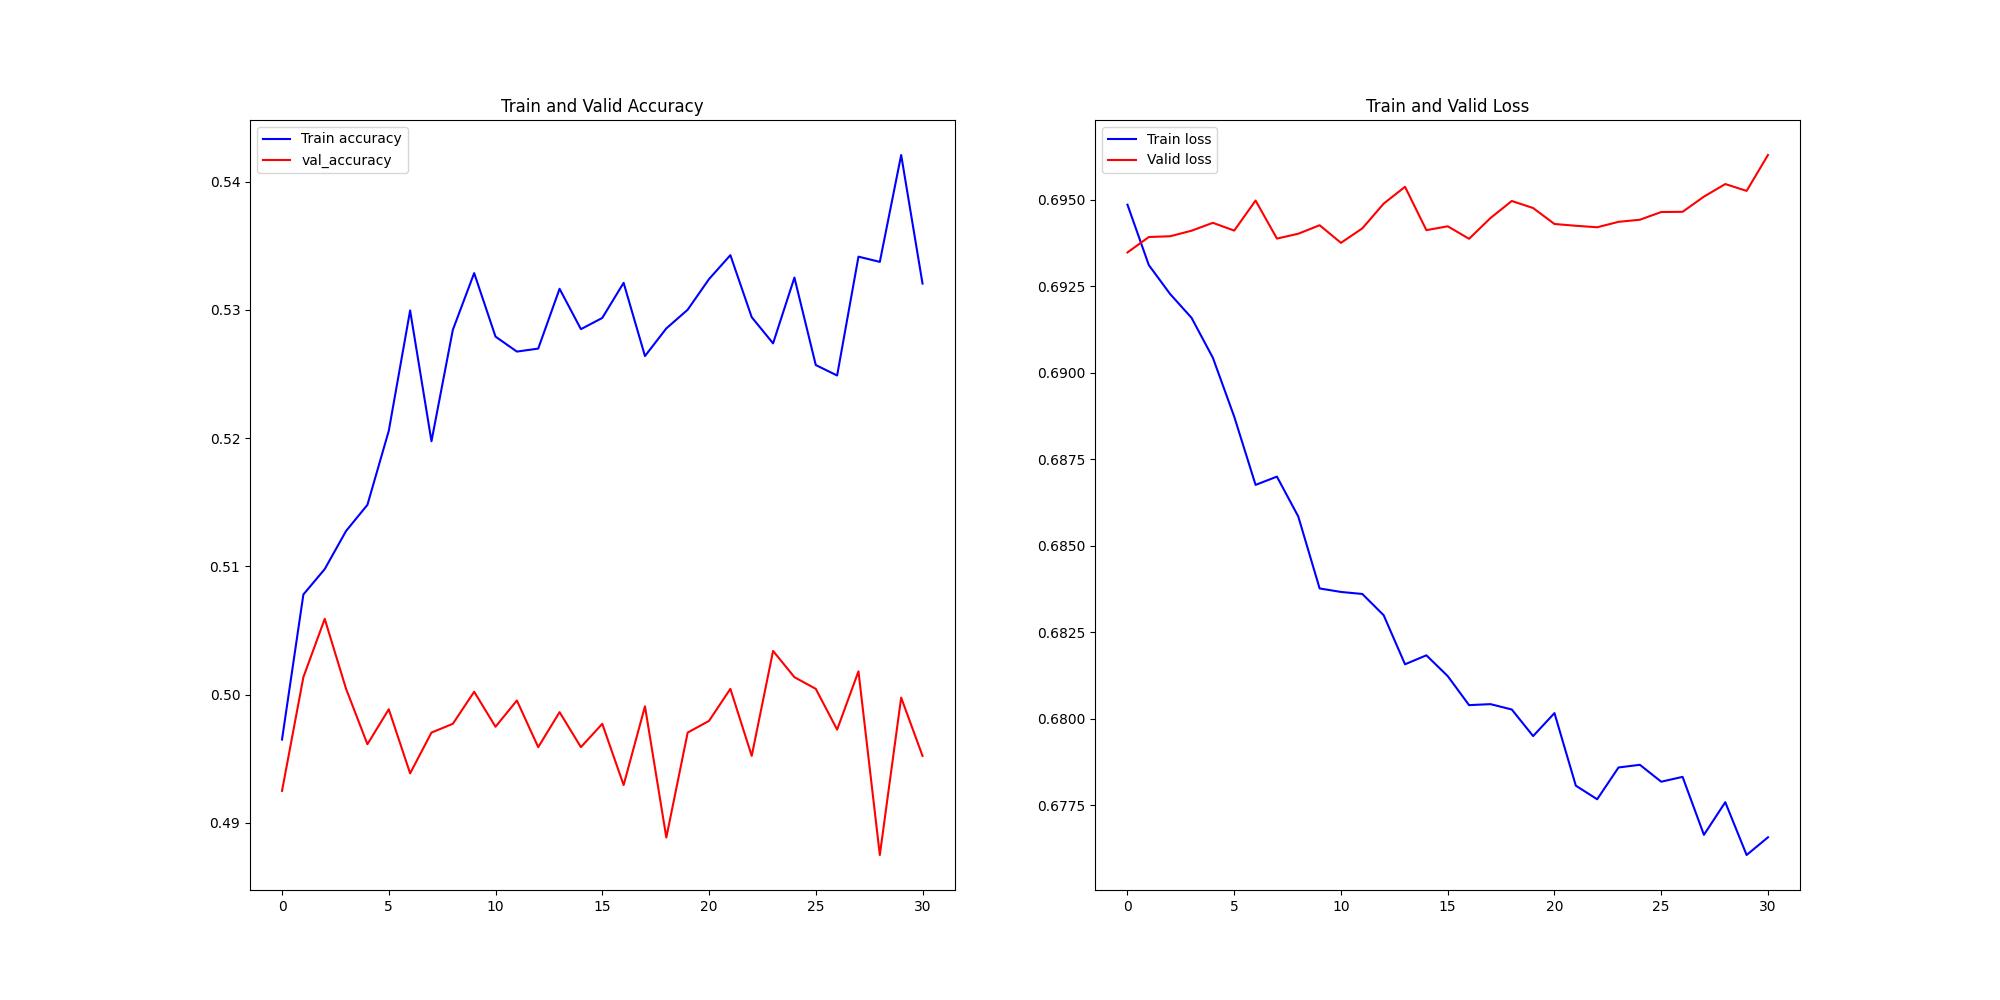 Train and Valid Accuracy
Train accuracy
val_accuracy
0.54
0.53
0.52
0.51
0.50
0.49
0 5 10 15 20 25 30
Train and Valid Loss
Train loss
Valid loss
0.6950
0.6925
0.6900
0.6875
0.6850
0.6825
0.6800
0.6775
0 5 10 15 20 25 30